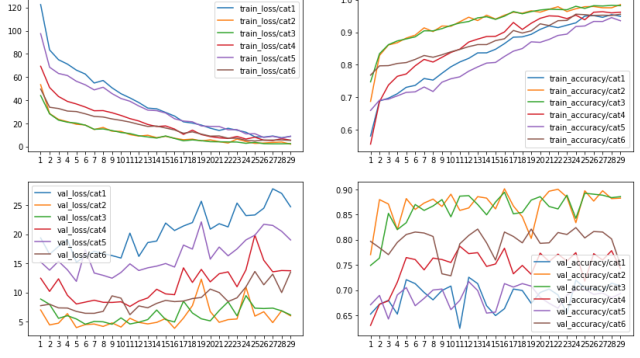 120
100
80
60
40
20
0
train_loss/cat1
train_loss/cat2
train_loss/cat3
train_loss/cat4
train_loss/cat5
train_loss/cat6
1 2 3 4 5 6 7 8 9 10 11 12 13 14 15 16 17 18 19 20 21 22 23 24 25 26 27 28 29
1.0
0.9
0.8
0.7
0.6
train_accuracy/cat1
train_accuracy/cat2
train_accuracy/cat3
train_accuracy/cat4
train_accuracy/cat5
train_accuracy/cat6
1 2 3 4 5 6 7 8 9 10 11 12 13 14 15 16 17 18 19 20 21 22 23 24 25 26 27 28 29
25
20
15
10
5
val_loss/cat1
val_loss/cat2
val_loss/cat3
val_loss/cat4
val_loss/cat5
val_loss/cat6
1 2 3 4 5 6 7 8 9 10 11 12 13 14 15 16 17 18 19 20 21 22 23 24 25 26 27 28 29
0.90
0.85
0.80
0.75
0.70
0.65
val_accuracy/cat1
val_accuracy/cat2
val_accuracy/cat3
val_accuracy/cat4
val_accuracy/cat5
val_accuracy/cat6
1 2 3 4 5 6 7 8 9 10 11 12 13 14 15 16 17 18 19 20 21 22 23 24 25 26 27 28 29